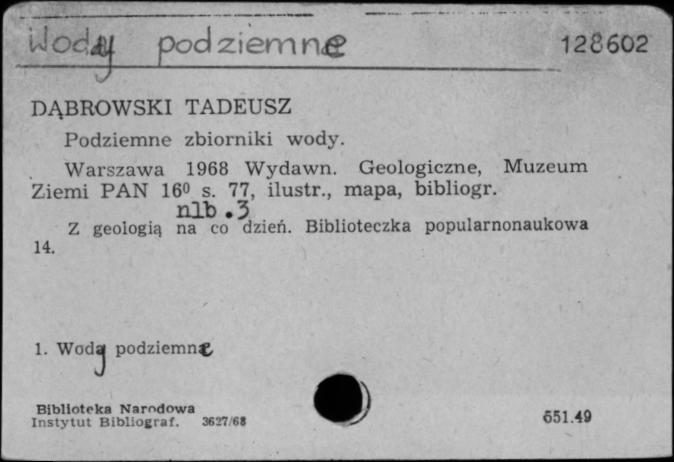 Wody podziemne 128602
DĄBROWSKI TADEUSZ
Podziemne zbiorniki wody.
Warszawa 1968 Wydawn. Geologiczne, Muzeum
Ziemi PAN 16⁰ s. 77, ilustr., mapa, bibliogr.
nlb.3
Z geologią na co dzień. Biblioteczka popularnonaukowa
14.
1. Wody podziemne
Biblioteka Narodowa
Instytut Bibliograf. 3627/68
551.49